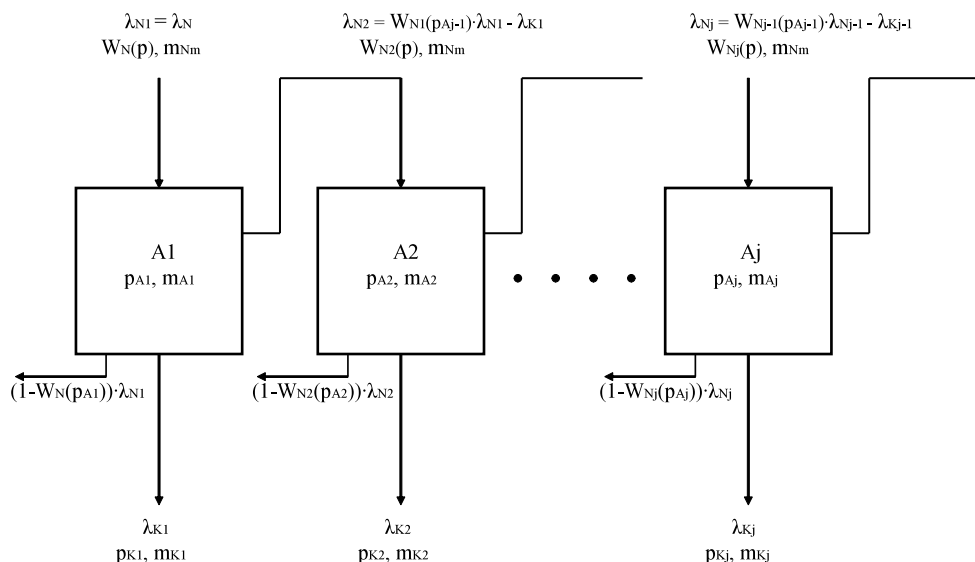 λN1 = λN
WN(p), mNm
λN2 = WN1(pAj-1)·λN1 - λK1
WN2(p), mNm
λNj = WNj-1(pAj-1)·λNj-1 - λKj-1
WNj(p), mNm
A1
pA1, mA1
A2
pA2, mA2
Aj
pAj, mAj
(1-WN(pA1))·λN1
(1-WN2(pA2))·λN2
(1-WNj(pAj))·λNj
λK1
pK1, mK1
λK2
pK2, mK2
λKj
pKj, mKj